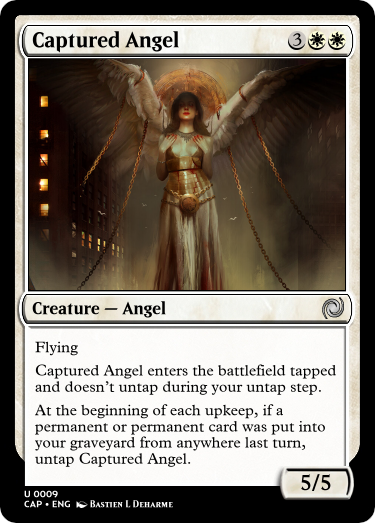 Captured Angel 3
Creature — Angel
Flying
Captured Angel enters the battlefield tapped
and doesn't untap during your untap step.
At the beginning of each upkeep, if a
permanent or permanent card was put into
your graveyard from anywhere last turn,
untap Captured Angel.
5/5
U 0009
CAP • ENG Bastien L Deharme